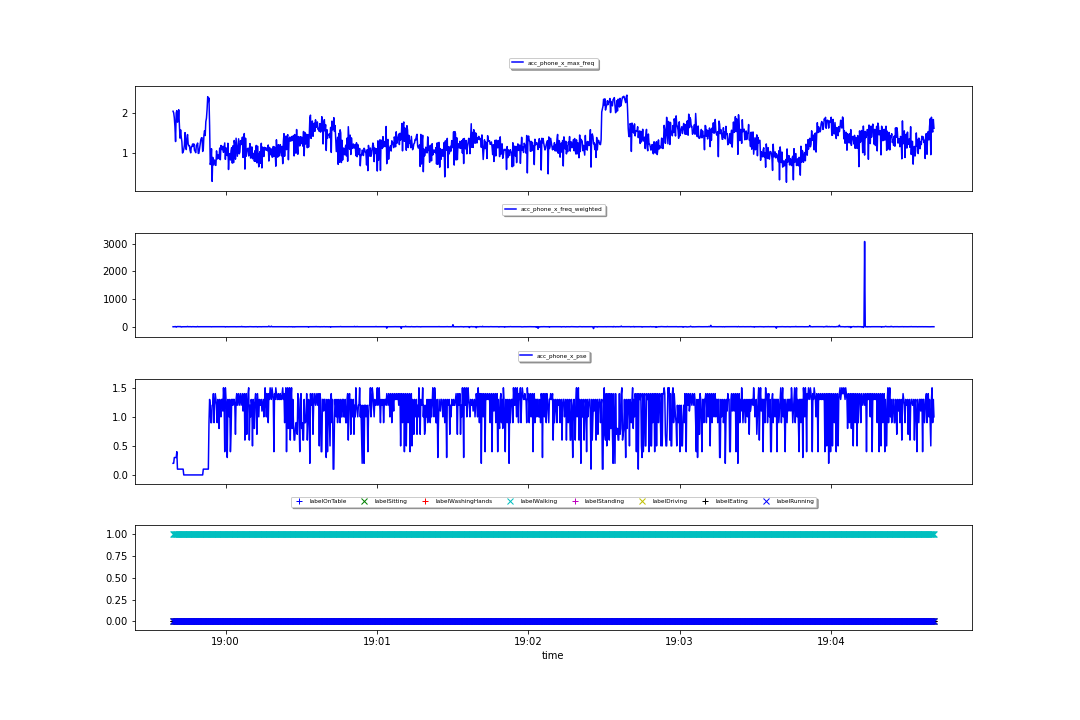 acc_phone_x_max_freq
2
1
acc_phone_x_freq_weighted
3000
2000
1000
0
acc_phone_x_pse
1.5
1.0
0.5
0.0
labelOnTable labelSitting labelWashingHands labelWalking labelStanding labelDriving labelEating labelRunning
1.00
0.75
0.50
0.25
0.00
19:00 19:01 19:02 19:03 19:04
time